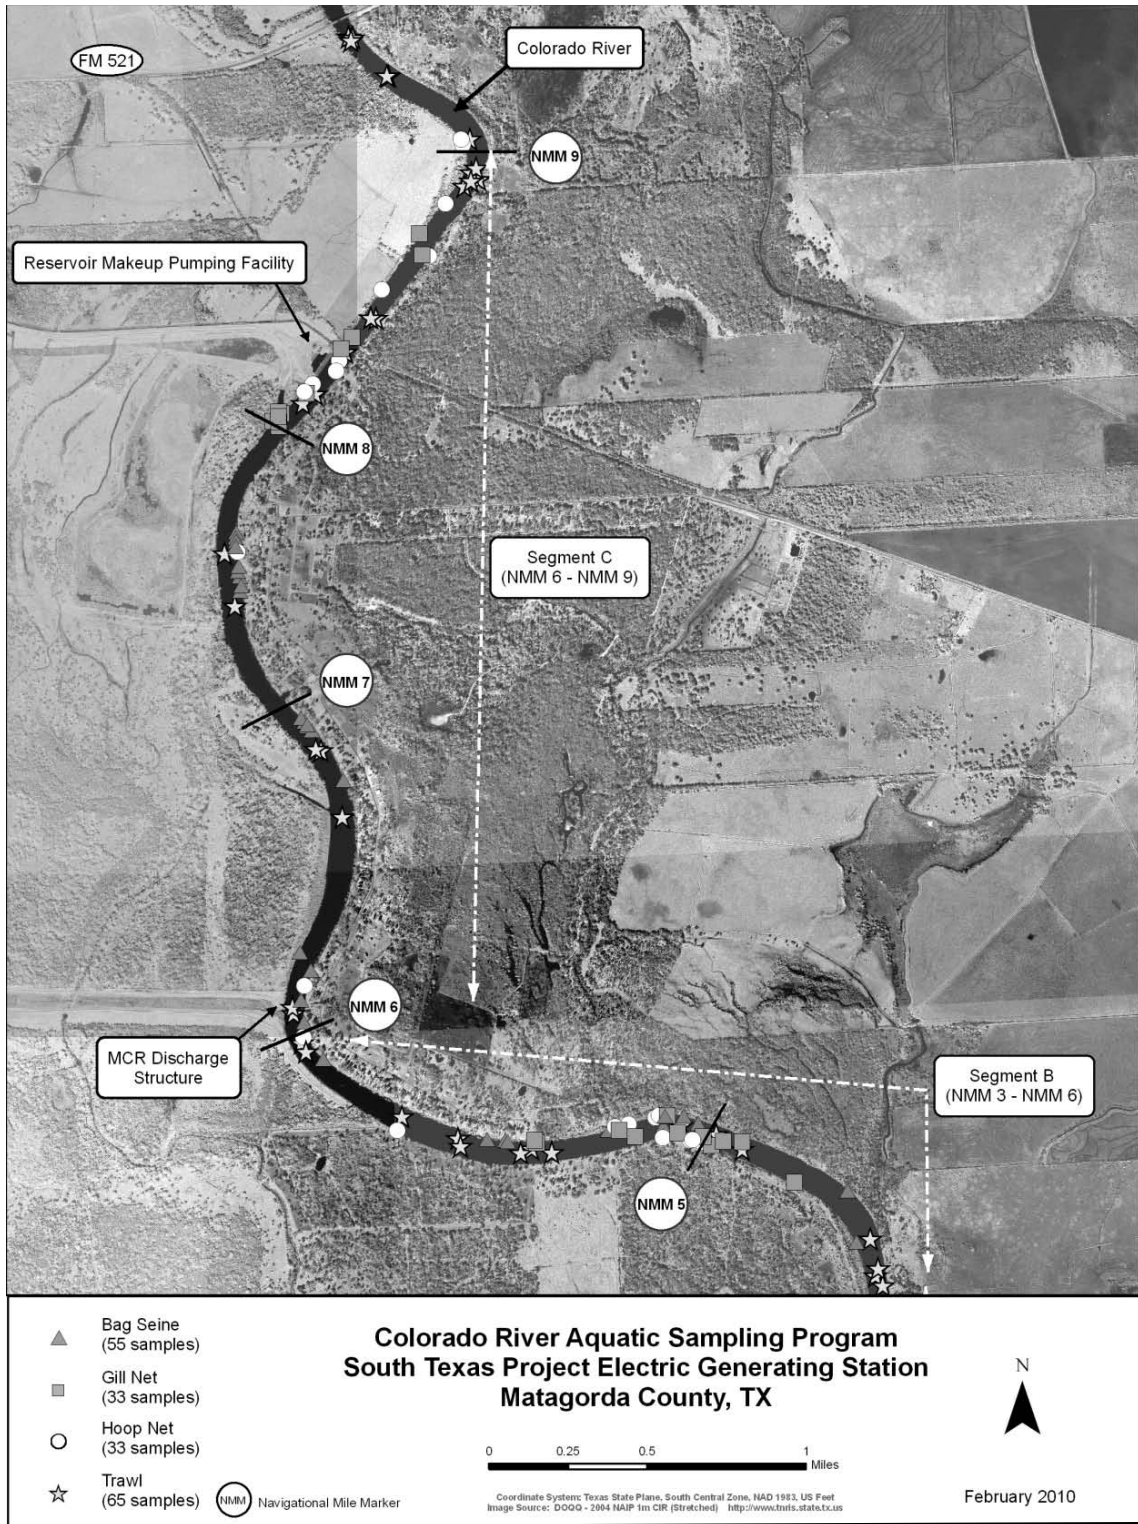 FM 521
Colorado River
NMM 9
Reservoir Makeup Pumping Facility
NMM 8
Segment C
(NMM 6 - NMM 9)
NMM 7
NMM 6
MCR Discharge
Structure
Segment B
(NMM 3 - NMM 6)
NMM 5
Bag Seine
(55 samples)
Gill Net
(33 samples)
Hoop Net
(33 samples)
Trawl
(65 samples)
NMM Navigational Mile Marker
Colorado River Aquatic Sampling Program
South Texas Project Electric Generating Station
Matagorda County, TX
0 0.25 0.5 1
Miles
Coordinate System: Texas State Plane, South Central Zone, NAD 1983, US Feet
Image Source: DOQQ - 2004 NAIP 1m CIR (Stretched) http://www.tnris.state.tx.us
N
February 2010